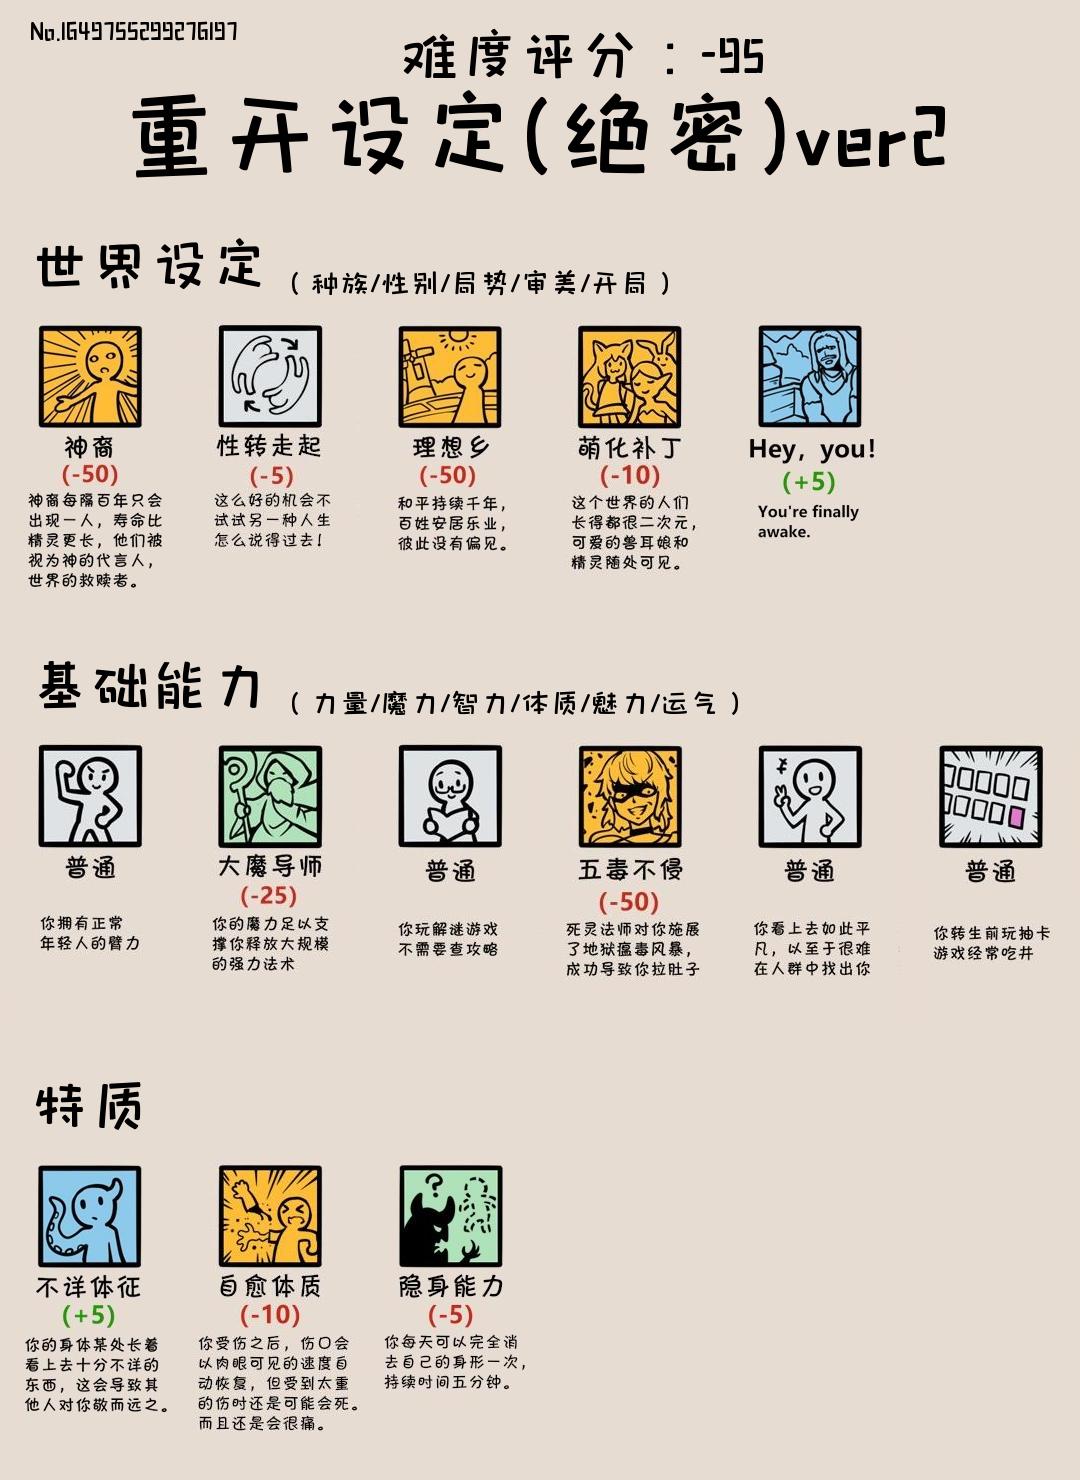 No.1649755299276197
难度评分：-95
重开设定(绝密)ver2
世界设定 （种族/性别/局势/审美/开局）
神裔
(-50)
神裔每隔百年只会
出现一人，寿命比
精灵更长，他们被
视为神的代言人，
世界的救赎者。
性转走起
(-5)
这么好的机会不
试试另一种人生
怎么说得过去！
理想乡
(-50)
和平持续千年，
百姓安居乐业，
彼此没有偏见。
萌化补丁
(-10)
这个世界的人们
长得都很二次元，
可爱的兽耳娘和
精灵随处可见。
Hey, you!
(+5)
You're finally
awake.
基础能力 （力量/魔力/智力/体质/魅力/运气）
普通
你拥有正常
年轻人的臂力
大魔导师
(-25)
你的魔力足以支
撑你释放大规模
的强力法术
普通
你玩解谜游戏
不需要查攻略
五毒不侵
(-50)
死灵法师对你施展
了地狱瘟毒风暴，
成功导致你拉肚子
普通
你看上去如此平
凡，以至于很难
在人群中找出你
普通
你转生前玩抽卡
游戏经常吃井
特质
不详体征
(+5)
你的身体某处长着
看上去十分不详的
东西，这会导致其
他人对你敬而远之。
自愈体质
(-10)
你受伤之后，伤口会
以肉眼可见的速度自
动恢复，但受到太重
的伤时还是可能会死。
而且还是会很痛。
隐身能力
(-5)
你每天可以完全消
去自己的身形一次，
持续时间五分钟。